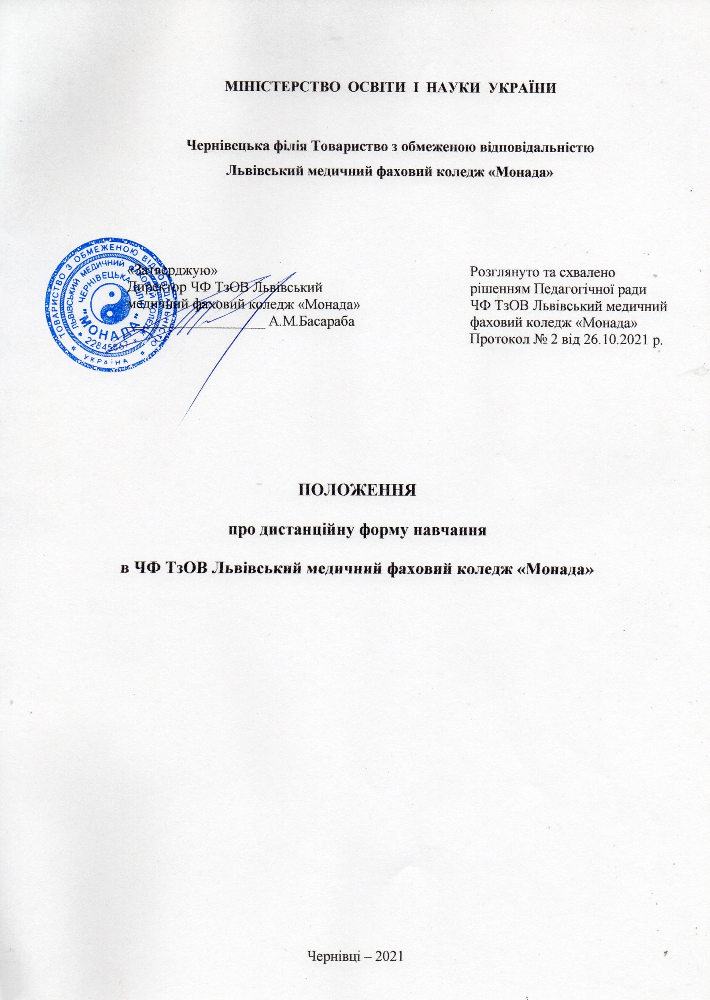 МІНІСТЕРСТВО ОСВІТИ І НАУКИ УКРАЇНИ
Чернівецька філія Товариство з обмеженою відповідальністю
Львівський медичний фаховий коледж «Монада»
«Затверджую»
Директор ЧФ ТзОВ Львівський
медичний фаховий коледж «Монада»
____________________ А.М.Басараба
ТОВАРИСТВО З ОБМЕЖЕНОЮ ВІДПОВІДАЛЬНІСТЮ
ЛЬВІВСЬКИЙ МЕДИЧНИЙ ФАХОВИЙ КОЛЕДЖ
ЧЕРНІВЕЦЬКА ФІЛІЯ
"МОНАДА"
* 22845867 *
* УКРАЇНА *
Розглянуто та схвалено
рішенням Педагогічної ради
ЧФ ТзОВ Львівський медичний
фаховий коледж «Монада»
Протокол № 2 від 26.10.2021 р.
ПОЛОЖЕННЯ
про дистанційну форму навчання
в ЧФ ТзОВ Львівський медичний фаховий коледж «Монада»
Чернівці – 2021